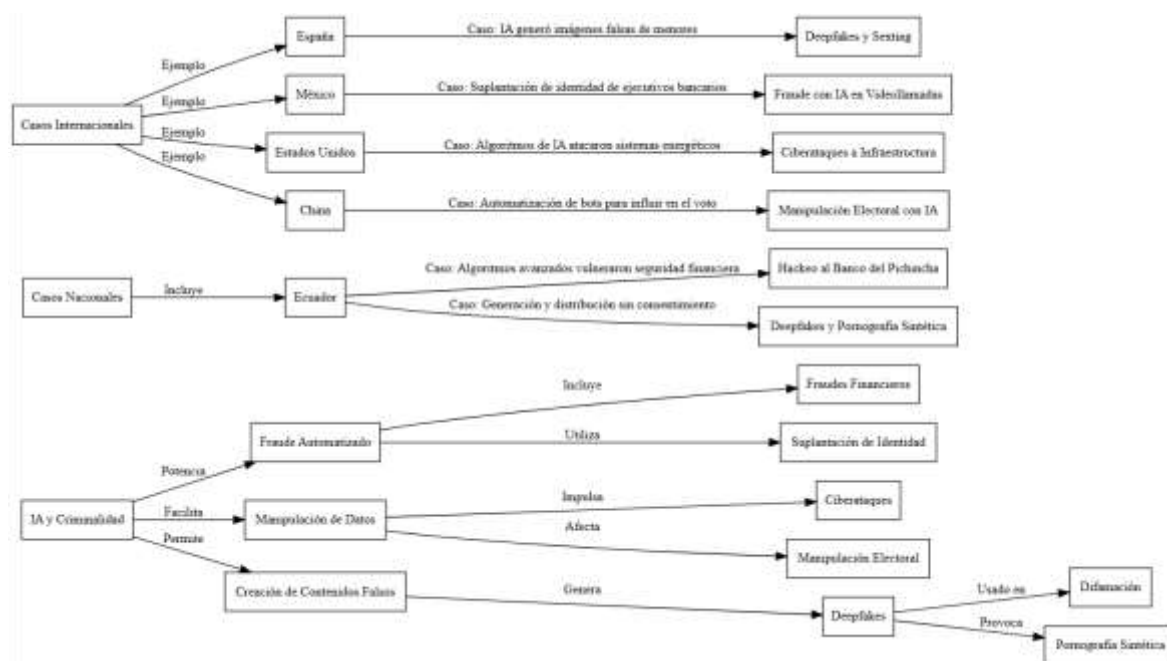 España
Caso: IA generó imágenes falsas de menores
Deepfakes y Sexting
Ejemplo
México
Caso: Suplantación de identidad de ejecutivos bancarios
Fraude con IA en Videollamadas
Ejemplo
Casos Internacionales
Ejemplo
Estados Unidos
Caso: Algoritmos de IA atacaron sistemas energéticos
Ciberataques a Infraestructura
Ejemplo
China
Caso: Automatización de bots para influir en el voto
Manipulación Electoral con IA
Caso: Algoritmos avanzados vulneraron seguridad financiera
Hackeo al Banco del Pichincha
Casos Nacionales
Incluye
Ecuador
Caso: Generación y distribución sin consentimiento
Deepfakes y Pornografía Sintética
Incluye
Fraudes Financieros
Fraude Automatizado
Utiliza
Suplantación de Identidad
Potencia
Impulsa
Ciberataques
IA y Criminalidad
Facilita
Manipulación de Datos
Afecta
Manipulación Electoral
Permite
Creación de Contenidos Falsos
Genera
Deepfakes
Usado en
Difamación
Provoca
Pornografía Sintética